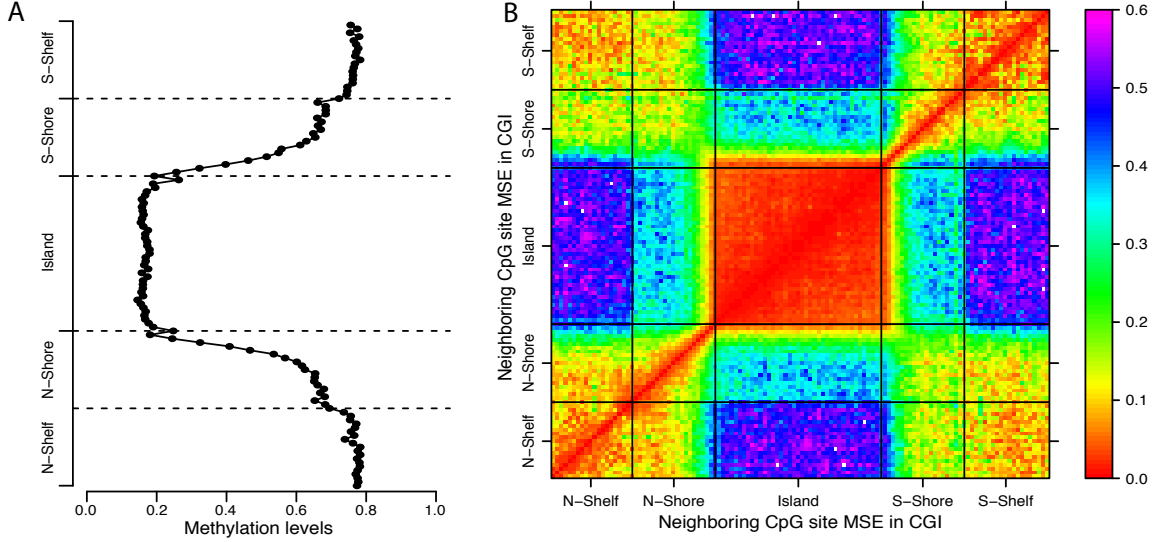 A
S–Shelf
S–Shore
Island
N–Shore
N–Shelf
0.0 0.2 0.4 0.6 0.8 1.0
Methylation levels
B
Neighboring CpG site MSE in CGI
S–Shelf
S–Shore
Island
N–Shore
N–Shelf
N–Shelf N–Shore Island S–Shore S–Shelf
Neighboring CpG site MSE in CGI
0.6
0.5
0.4
0.3
0.2
0.1
0.0